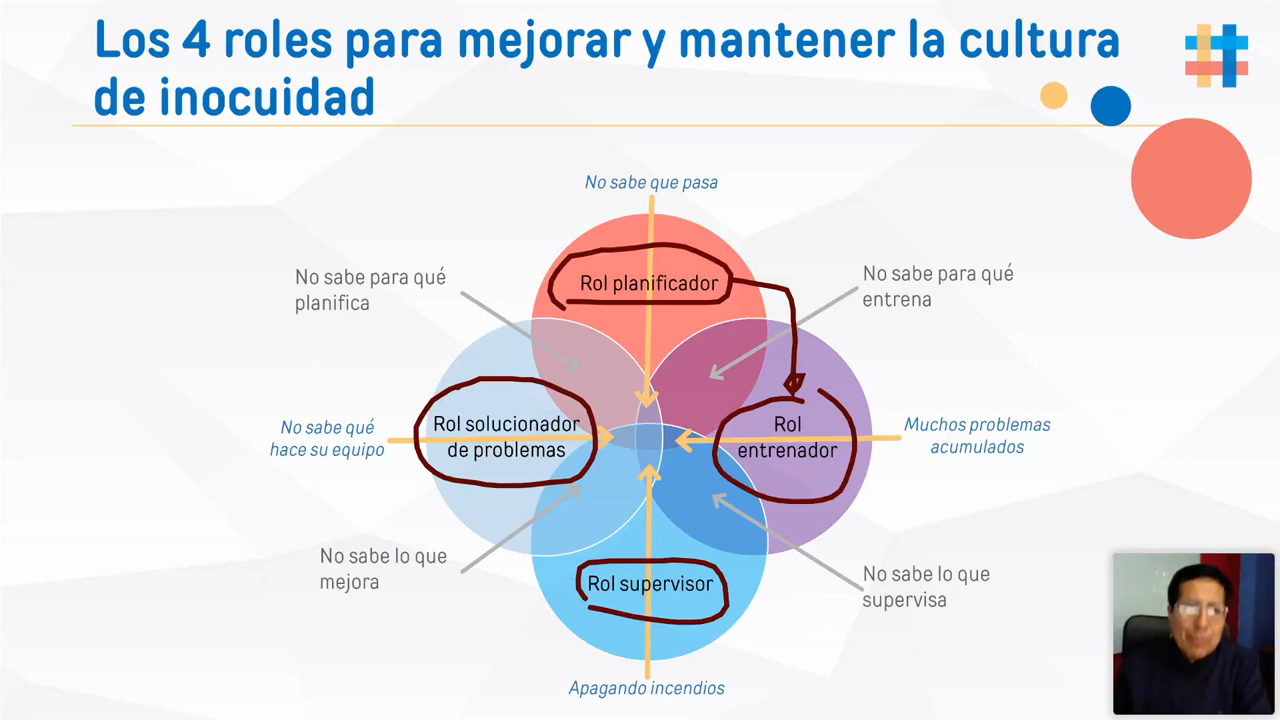 Los 4 roles para mejorar y mantener la cultura
de inocuidad
No sabe que pasa
No sabe para qué
planifica
Rol planificador
No sabe para qué
entrena
No sabe qué
hace su equipo
Rol solucionador
de problemas
Rol
entrenador
Muchos problemas
acumulados
No sabe lo que
mejora
Rol supervisor
No sabe lo que
supervisa
Apagando incendios